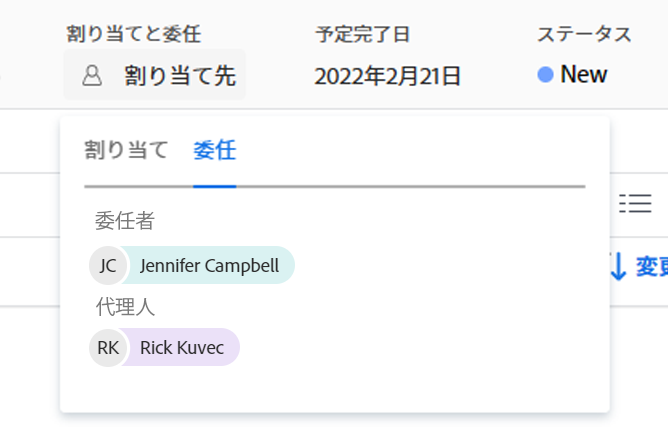 割り当てと委任 予定完了日 ステータス
割り当て先 2022年2月21日 New
割り当て 委任
委任者
JC Jennifer Campbell
変
代理人
RK Rick Kuvec